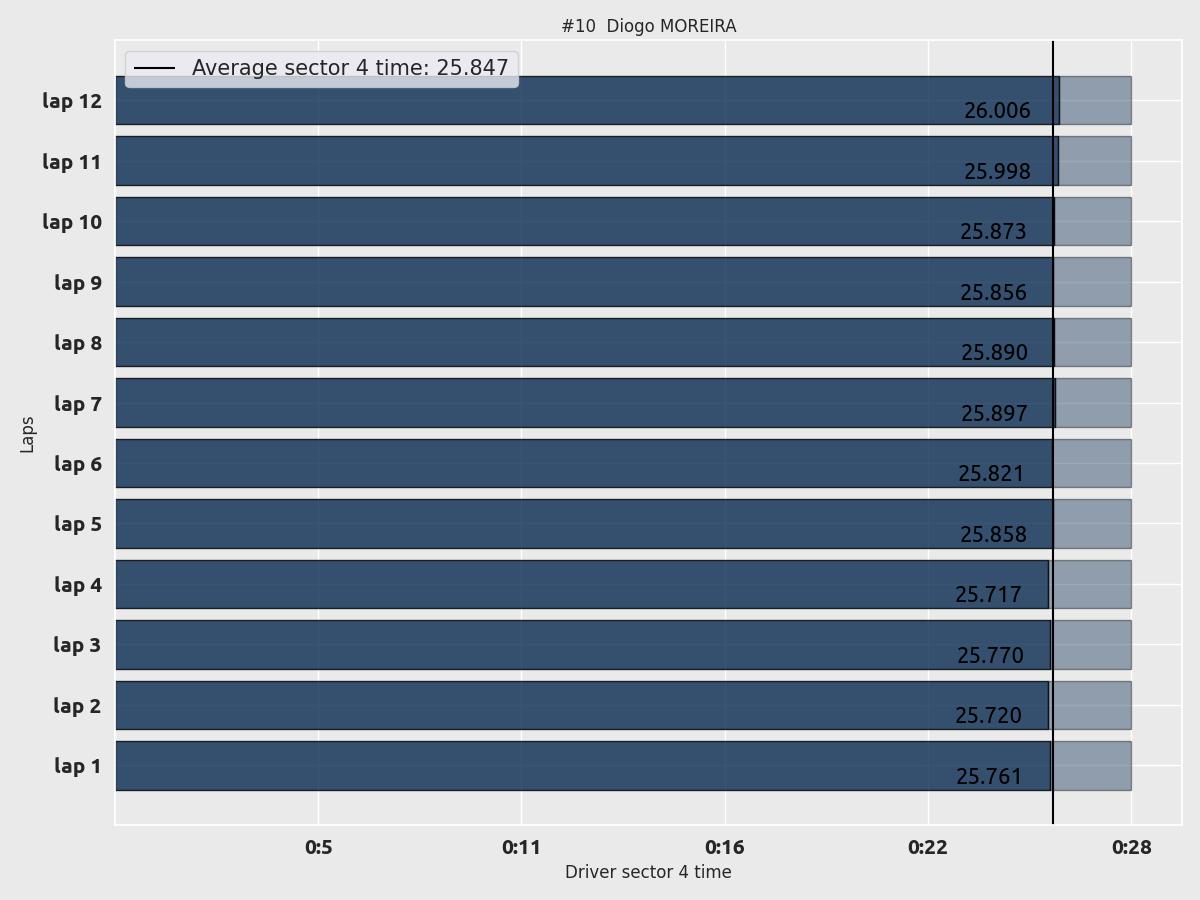 #10  Diogo MOREIRA
Average sector 4 time: 25.847
lap 12 26.006
lap 11 25.998
lap 10 25.873
lap 9 25.856
lap 8 25.890
lap 7 25.897
lap 6 25.821
lap 5 25.858
lap 4 25.717
lap 3 25.770
lap 2 25.720
lap 1 25.761
Laps
0:5 0:11 0:16 0:22 0:28
Driver sector 4 time